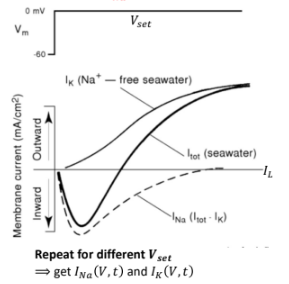 0 mV
V_set
V_m
-60
I_K (Na⁺ — free seawater)
Membrane current (mA/cm²)
Outward
Inward
I_tot (seawater)
I_L
I_Na (I_tot - I_K)
Repeat for different V_set
⟹ get I_Na(V, t) and I_K(V, t)